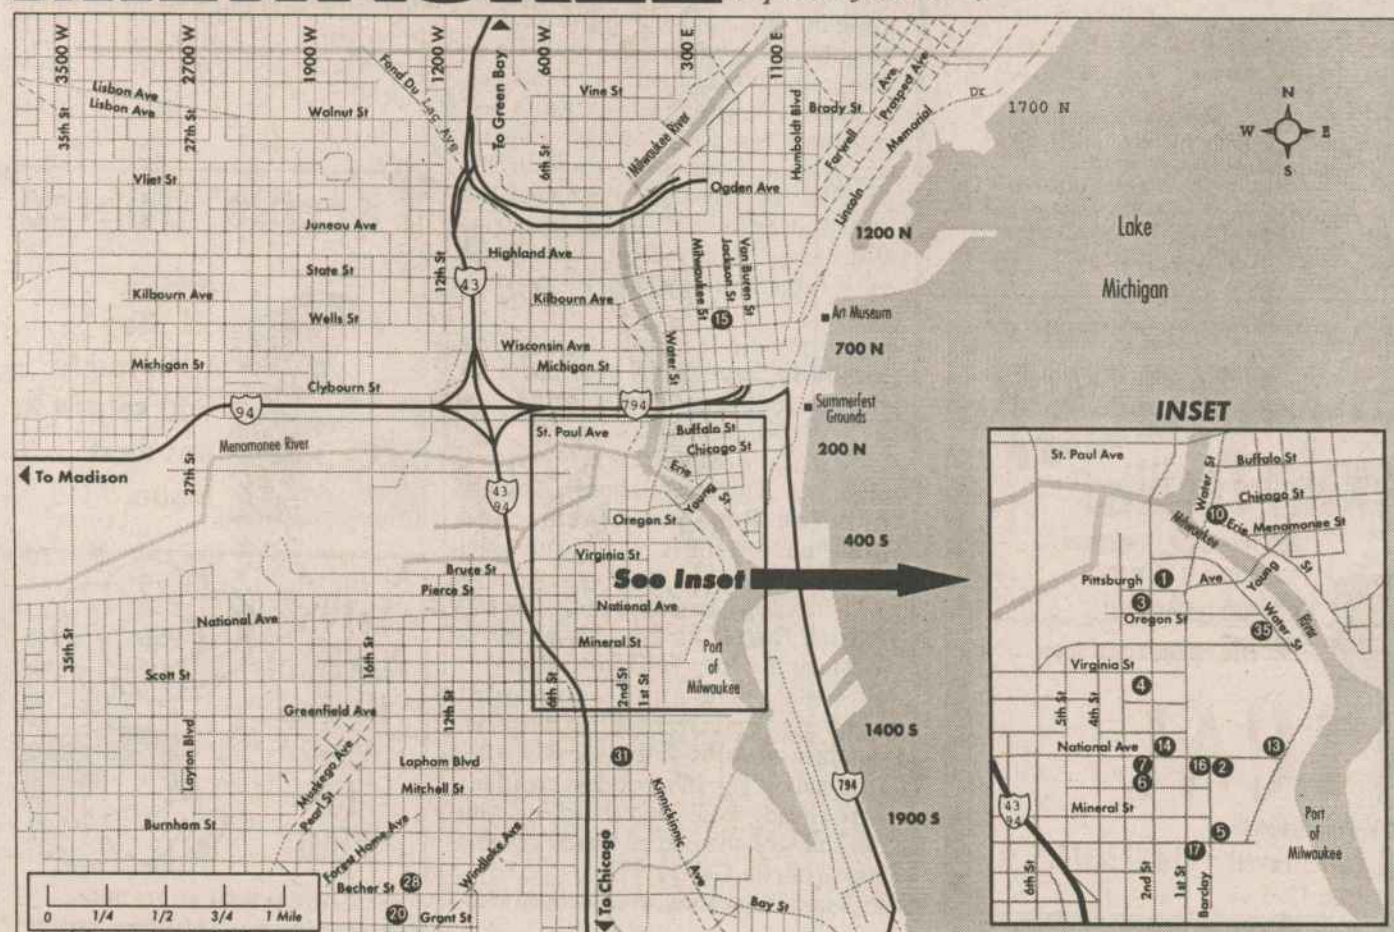 3500 W
2700 W
1900 W
1200 W
600 W
300 E
1100 E
To Green Bay
Fond Du Lac Ave
Lisbon Ave
Lisbon Ave
35th St
27th St
Walnut St
Vine St
6th St
Milwaukee River
Humboldt Blvd
Brady St
Farwell
Ave
Prospect Ave
Lincoln
Memorial
DR
1700 N
N
W
E
S
Vliet St
Ogden Ave
Juneau Ave
Highland Ave
1200 N
Lake
Michigan
State St
12th St
43
Milwaukee St
Jackson St
Van Buren St
Kilbourn Ave
Kilbourn Ave
15
Art Museum
Wells St
Wisconsin Ave
Water St
700 N
Michigan St
Michigan St
Clybourn St
94
794
Summerfest
Grounds
St. Paul Ave
Buffalo St
Chicago St
200 N
Menomonee River
To Madison
27th St
43
94
Erie
St
Young
Oregon St
400 S
Virginia St
Bruce St
See Inset
Pierce St
National Ave
National Ave
35th St
16th St
Mineral St
Port
of
Milwaukee
Scott St
6th St
2nd St
1st St
Greenfield Ave
12th St
1400 S
Layton Blvd
31
Muskego Ave
Pearl St
Lapham Blvd
Mitchell St
794
Kinnickinnic
Ave
Burnham St
1900 S
Forest Home Ave
Windlake Ave
To Chicago
Becher St
28
20
Grant St
Bay St
0
1/4
1/2
3/4
1 Mile
INSET
St. Paul Ave
Water St
Buffalo St
Chicago St
10
Erie
Menomonee St
St
Milwaukee
River
Pittsburgh
1
Ave
Young
3
Oregon St
Water St
35
Virginia St
4
5th St
4th St
National Ave
14
13
7
16
2
6
43
94
Mineral St
5
17
Port
of
Milwaukee
6th St
2nd St
1st St
Barclay